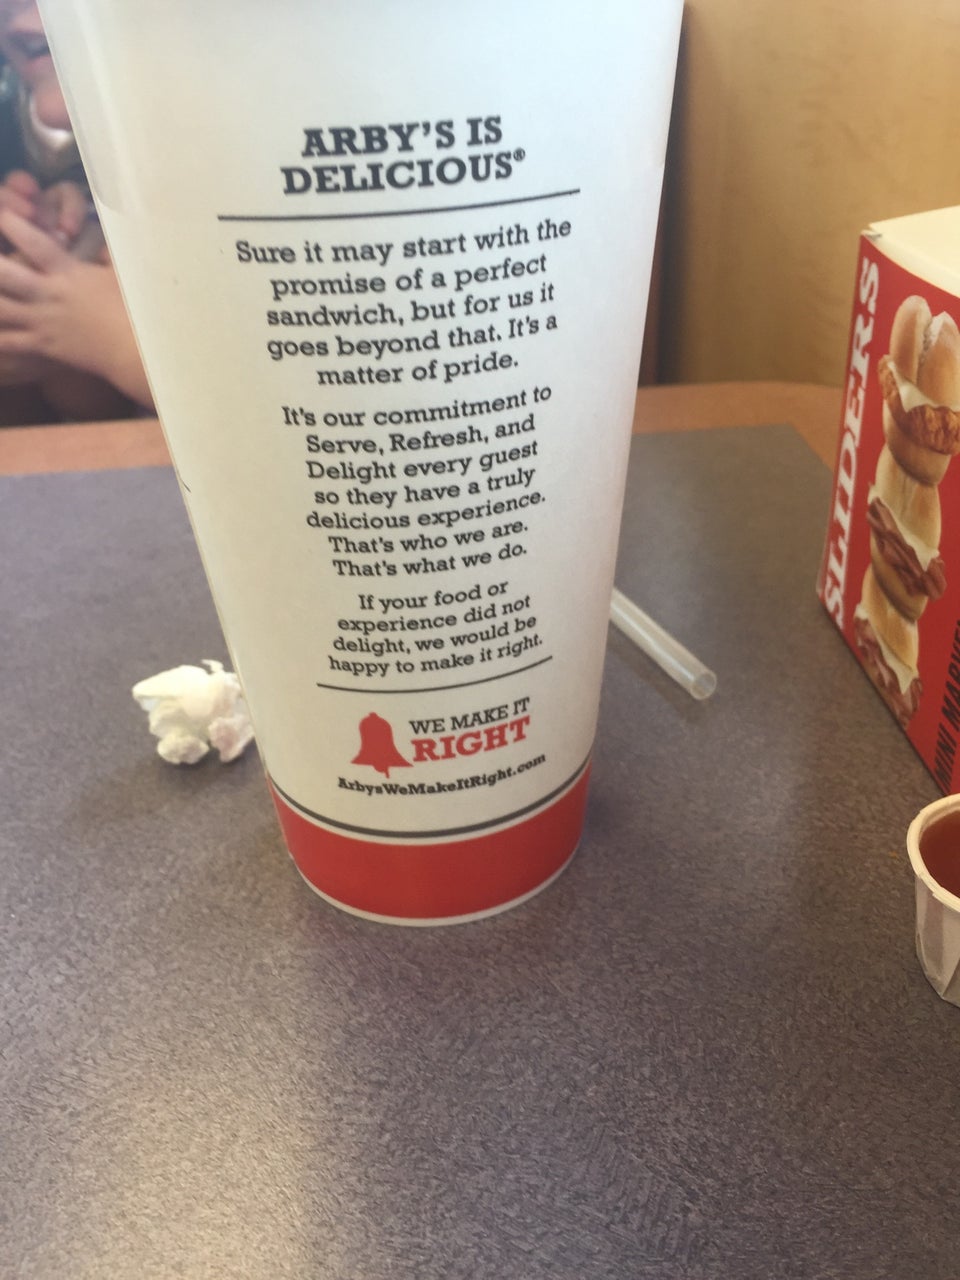 ARBY'S IS
DELICIOUS®
Sure it may start with the
promise of a perfect
sandwich, but for us it
goes beyond that. It's a
matter of pride.
It's our commitment to
Serve, Refresh, and
Delight every guest
so they have a truly
delicious experience.
That's who we are.
That's what we do.
If your food or
experience did not
delight, we would be
happy to make it right.
WE MAKE IT
RIGHT
ArbysWeMakeItRight.com
SLIDERS
MINI